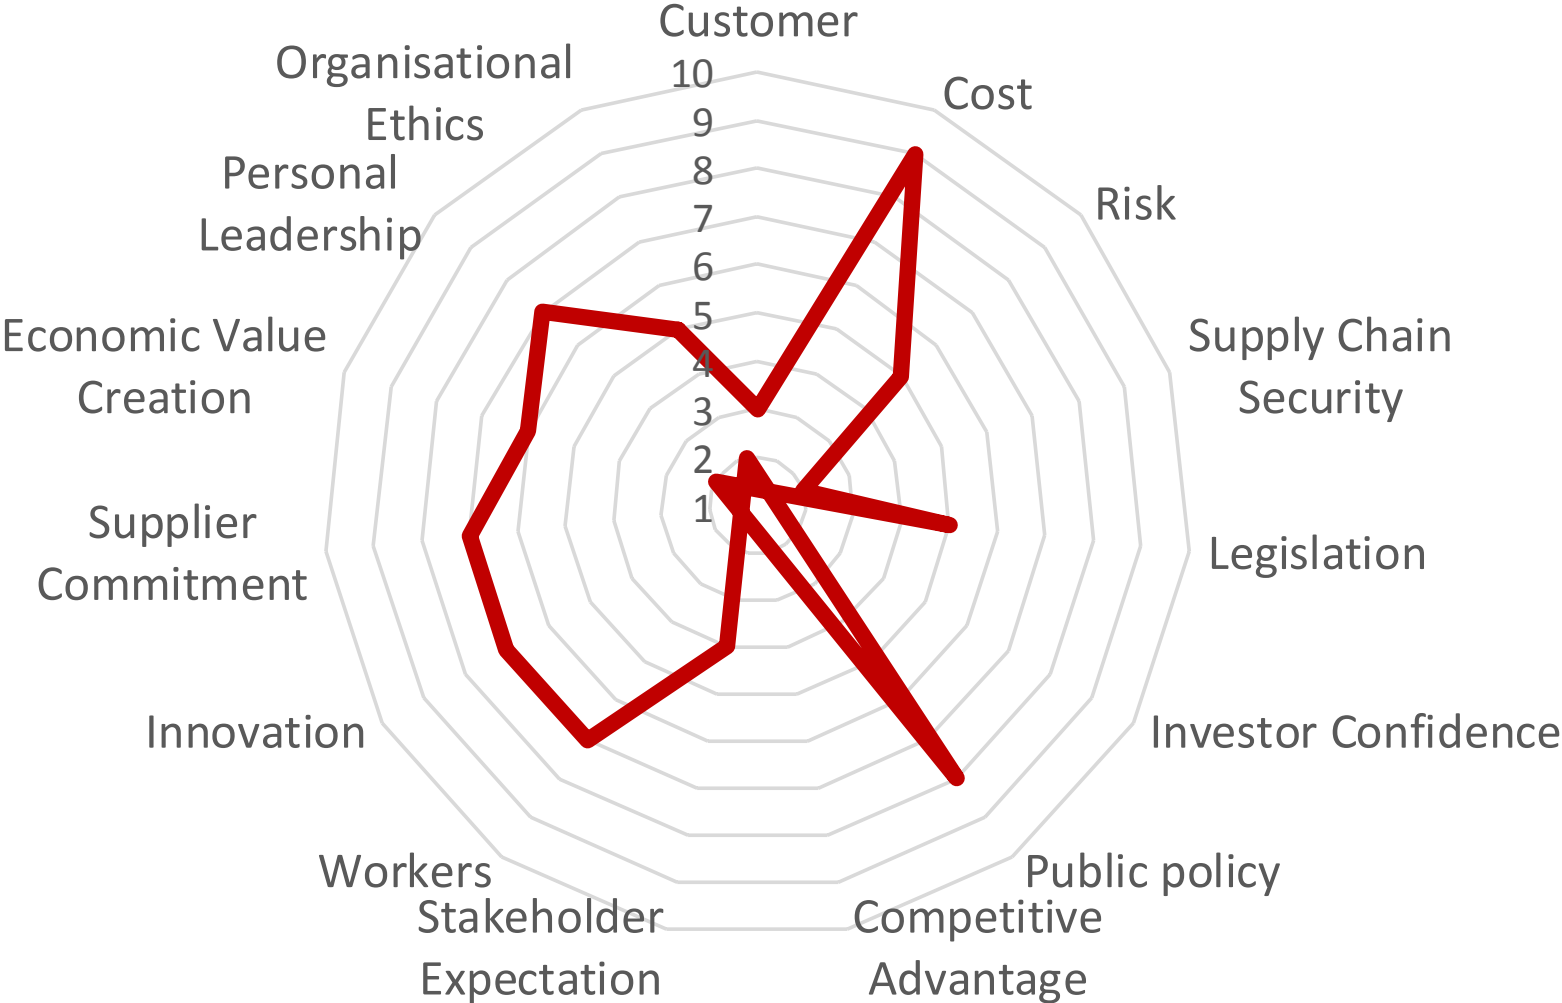 Customer
Cost
Risk
Supply Chain
Security
Legislation
Investor Confidence
Public policy
Competitive
Advantage
Stakeholder
Expectation
Workers
Innovation
Supplier
Commitment
Economic Value
Creation
Personal
Leadership
Organisational
Ethics
10
9
8
7
6
5
4
3
2
1